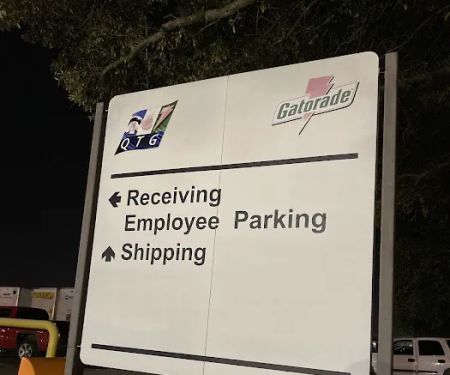 QTG
Gatorade
← Receiving
Employee Parking
↑ Shipping